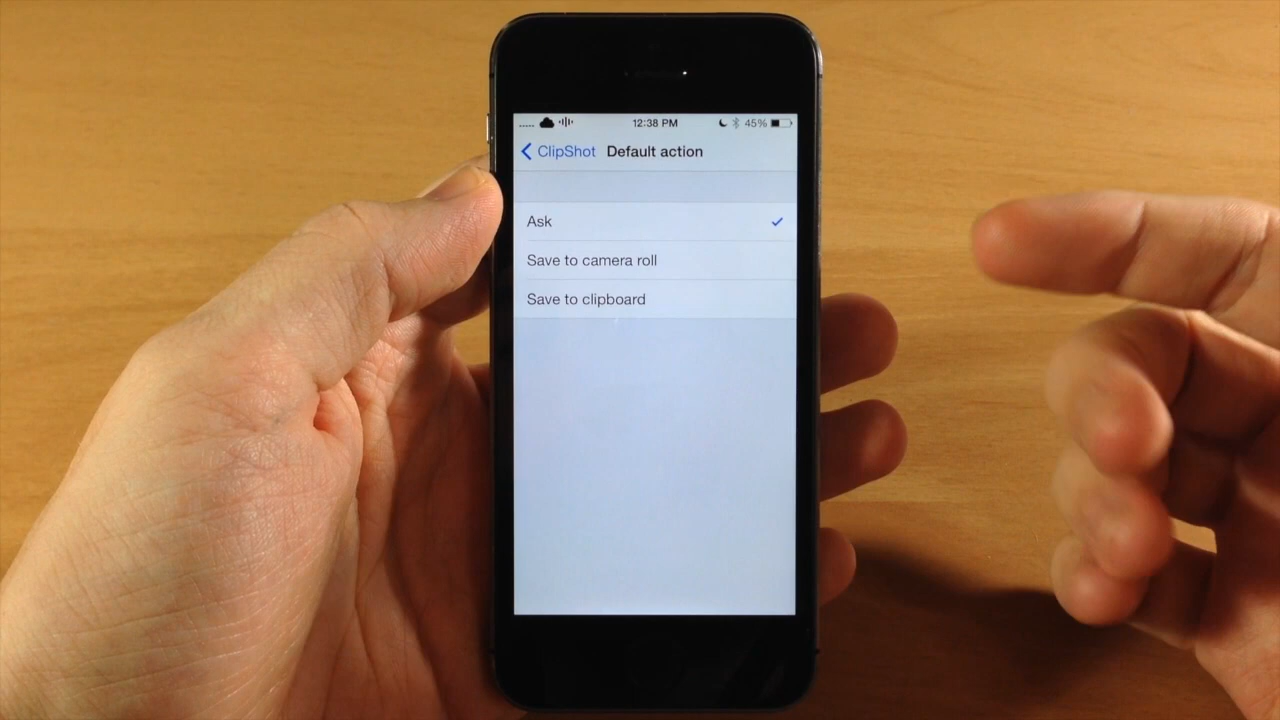 12:38 PM 45%
ClipShot Default action
Ask
Save to camera roll
Save to clipboard